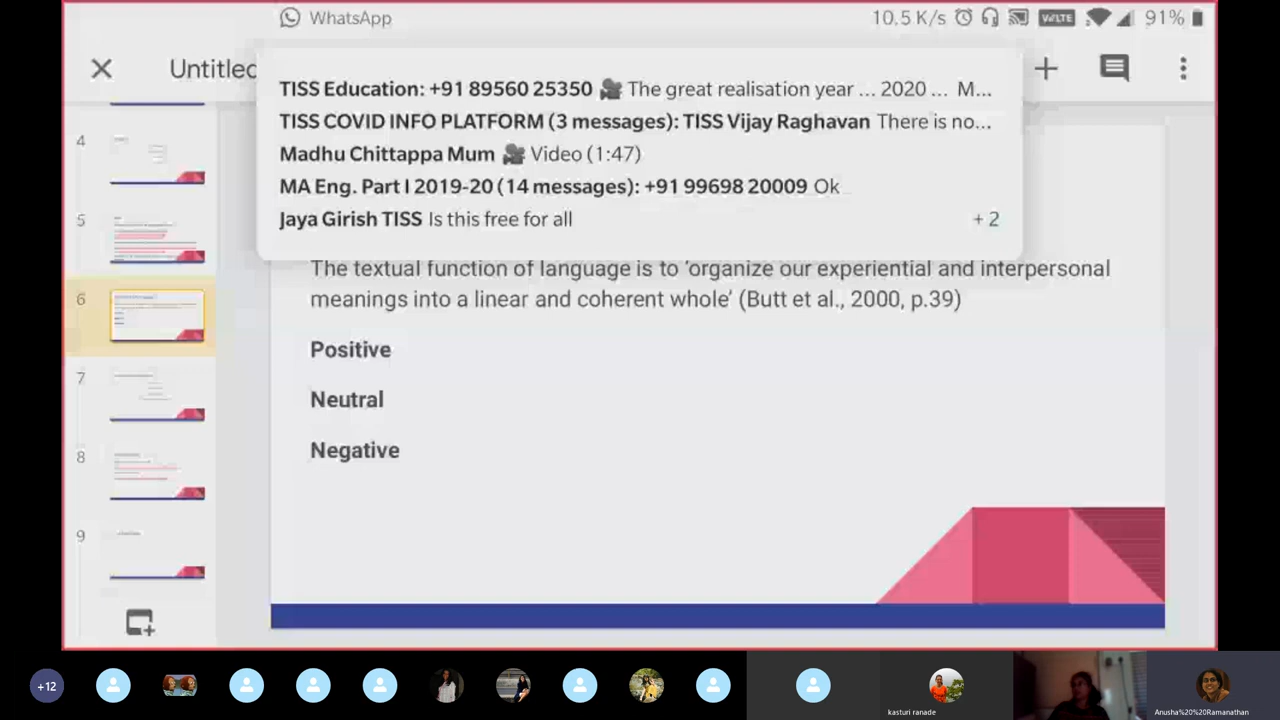 WhatsApp
10.5 K/s
VoLTE
91%
Untitled
TISS Education: +91 89560 25350 🎥 The great realisation year ... 2020 ... M...
TISS COVID INFO PLATFORM (3 messages): TISS Vijay Raghavan There is no...
Madhu Chittappa Mum 🎥 Video (1:47)
MA Eng. Part I 2019-20 (14 messages): +91 99698 20009 Ok
Jaya Girish TISS Is this free for all
+ 2
4
5
6
7
8
9
The textual function of language is to ‘organize our experiential and interpersonal
meanings into a linear and coherent whole’ (Butt et al., 2000, p.39)
Positive
Neutral
Negative
+12
kasturi ranade
Anusha%20%20Ramanathan